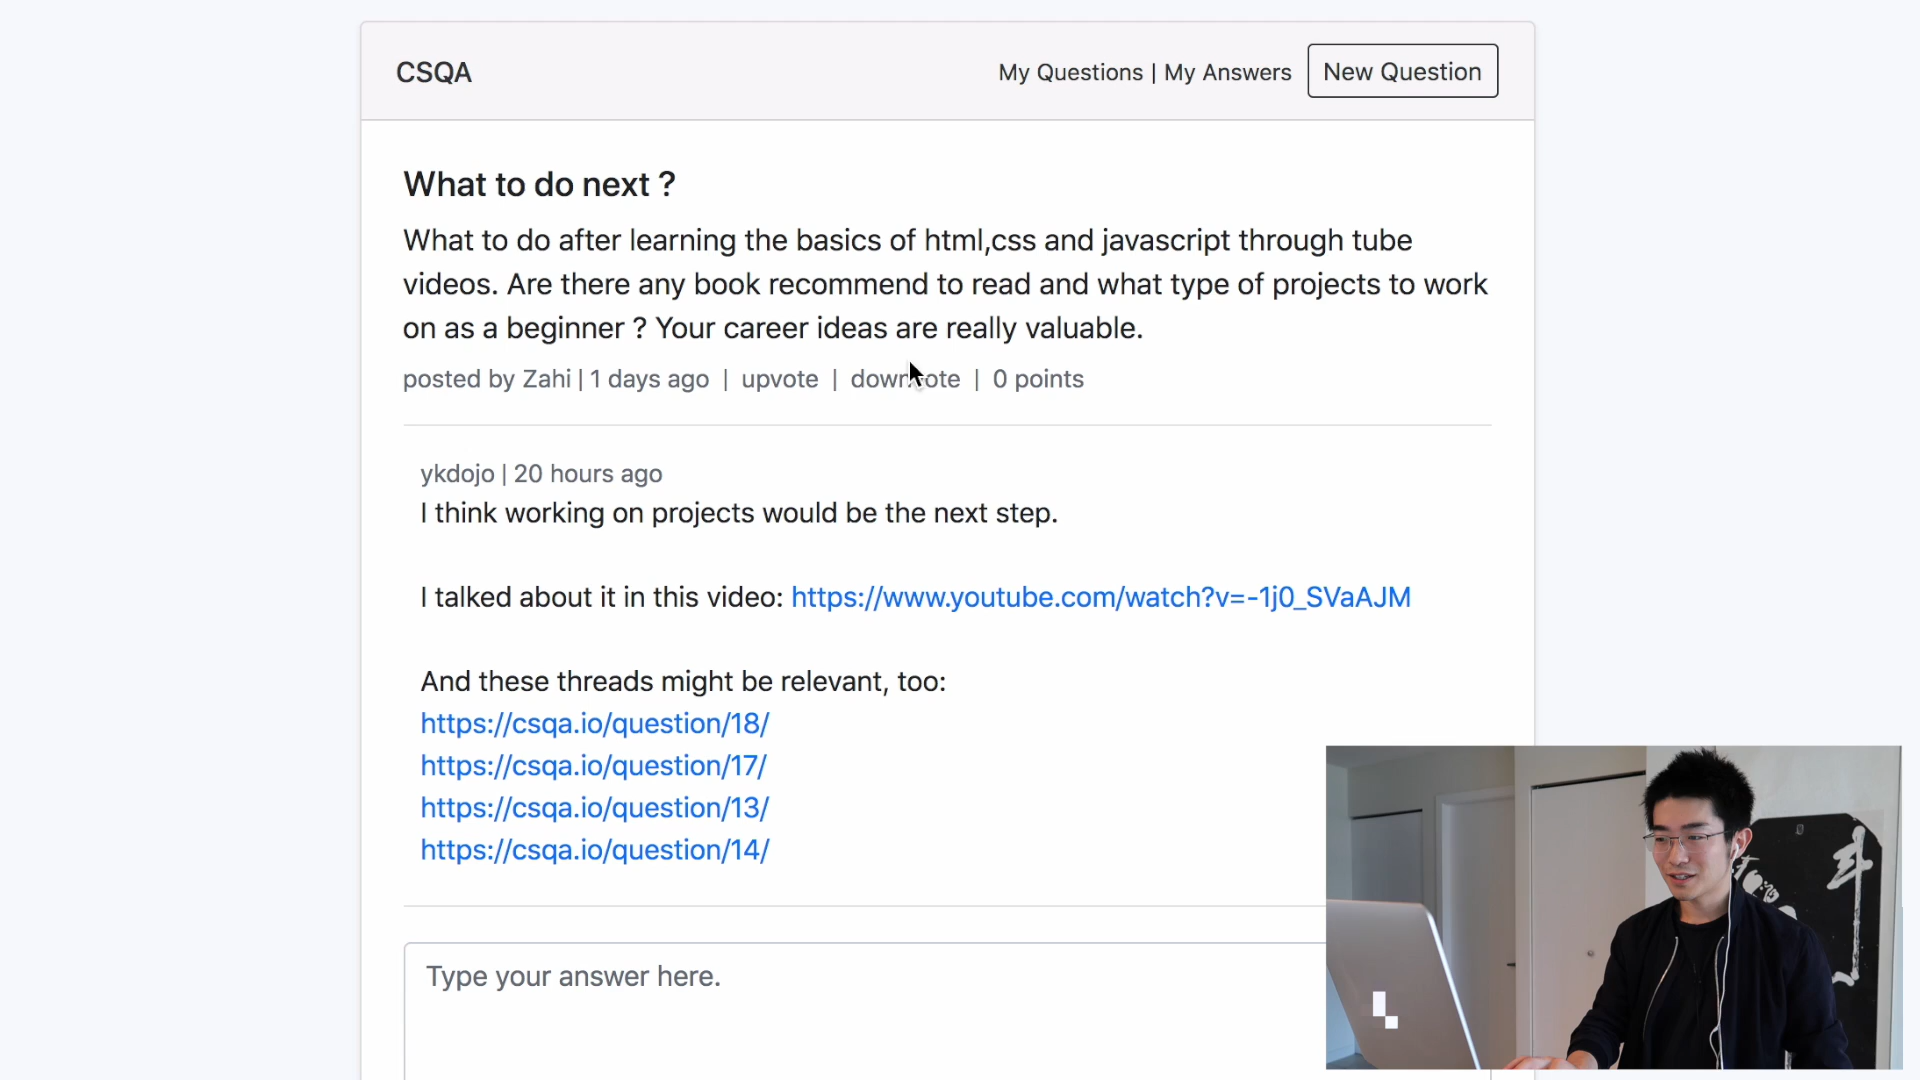 CSQA
My Questions | My Answers
New Question
What to do next ?
What to do after learning the basics of html,css and javascript through tube
videos. Are there any book recommend to read and what type of projects to work
on as a beginner ? Your career ideas are really valuable.
posted by Zahi | 1 days ago | upvote | downvote | 0 points
ykdojo | 20 hours ago
I think working on projects would be the next step.
I talked about it in this video: https://www.youtube.com/watch?v=-1j0_SVaAJM
And these threads might be relevant, too:
https://csqa.io/question/18/
https://csqa.io/question/17/
https://csqa.io/question/13/
https://csqa.io/question/14/
Type your answer here.